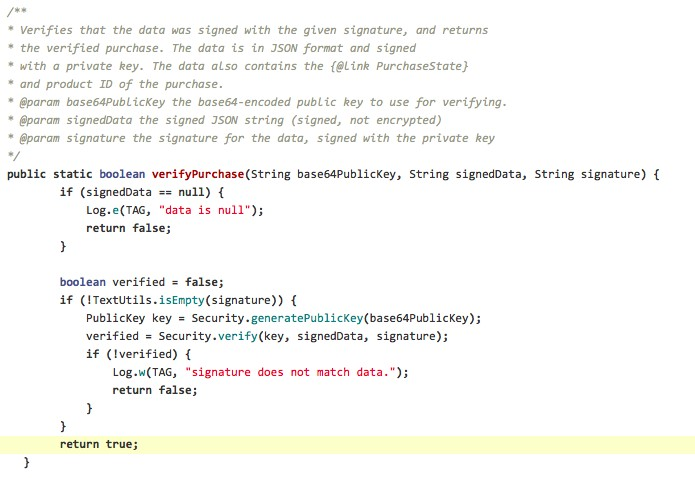 /**
* Verifies that the data was signed with the given signature, and returns
* the verified purchase. The data is in JSON format and signed
* with a private key. The data also contains the {@link PurchaseState}
* and product ID of the purchase.
* @param base64PublicKey the base64-encoded public key to use for verifying.
* @param signedData the signed JSON string (signed, not encrypted)
* @param signature the signature for the data, signed with the private key
*/
public static boolean verifyPurchase(String base64PublicKey, String signedData, String signature) {
if (signedData == null) {
Log.e(TAG, "data is null");
return false;
}
boolean verified = false;
if (!TextUtils.isEmpty(signature)) {
PublicKey key = Security.generatePublicKey(base64PublicKey);
verified = Security.verify(key, signedData, signature);
if (!verified) {
Log.w(TAG, "signature does not match data.");
return false;
}
}
return true;
}